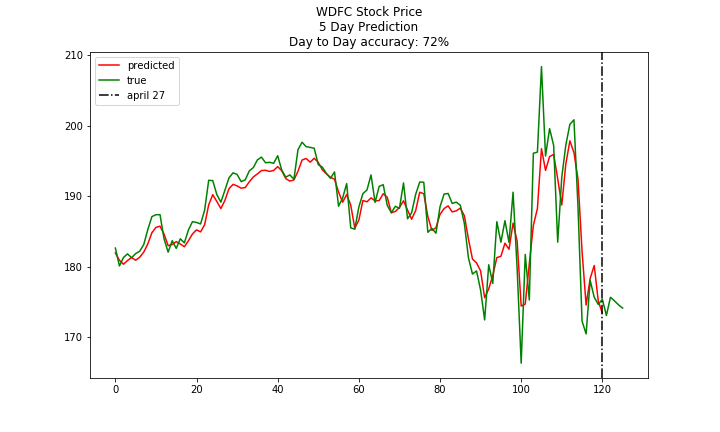 WDFC Stock Price
5 Day Prediction
Day to Day accuracy: 72%
predicted
true
april 27
210
200
190
180
170
0 20 40 60 80 100 120